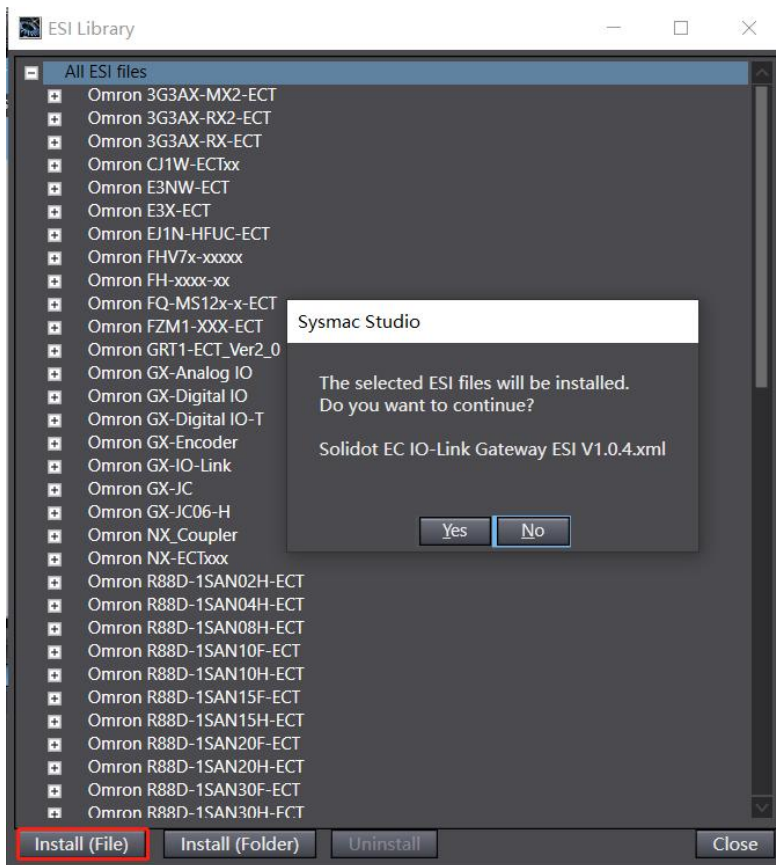 ESI Library
All ESI files
Omron 3G3AX-MX2-ECT
Omron 3G3AX-RX2-ECT
Omron 3G3AX-RX-ECT
Omron CJ1W-ECTxx
Omron E3NW-ECT
Omron E3X-ECT
Omron EJ1N-HFUC-ECT
Omron FHV7x-xxxxx
Omron FH-xxxx-xx
Omron FQ-MS12x-x-ECT
Omron FZM1-XXX-ECT
Omron GRT1-ECT_Ver2_0
Omron GX-Analog IO
Omron GX-Digital IO
Omron GX-Digital IO-T
Omron GX-Encoder
Omron GX-IO-Link
Omron GX-JC
Omron GX-JC06-H
Omron NX_Coupler
Omron NX-ECTxxx
Omron R88D-1SAN02H-ECT
Omron R88D-1SAN04H-ECT
Omron R88D-1SAN08H-ECT
Omron R88D-1SAN10F-ECT
Omron R88D-1SAN10H-ECT
Omron R88D-1SAN15F-ECT
Omron R88D-1SAN15H-ECT
Omron R88D-1SAN20F-ECT
Omron R88D-1SAN20H-ECT
Omron R88D-1SAN30F-ECT
Omron R88D-1SAN30H-ECT
Sysmac Studio
The selected ESI files will be installed.
Do you want to continue?
Solidot EC IO-Link Gateway ESI V1.0.4.xml
Yes No
Install (File) Install (Folder) Uninstall Close